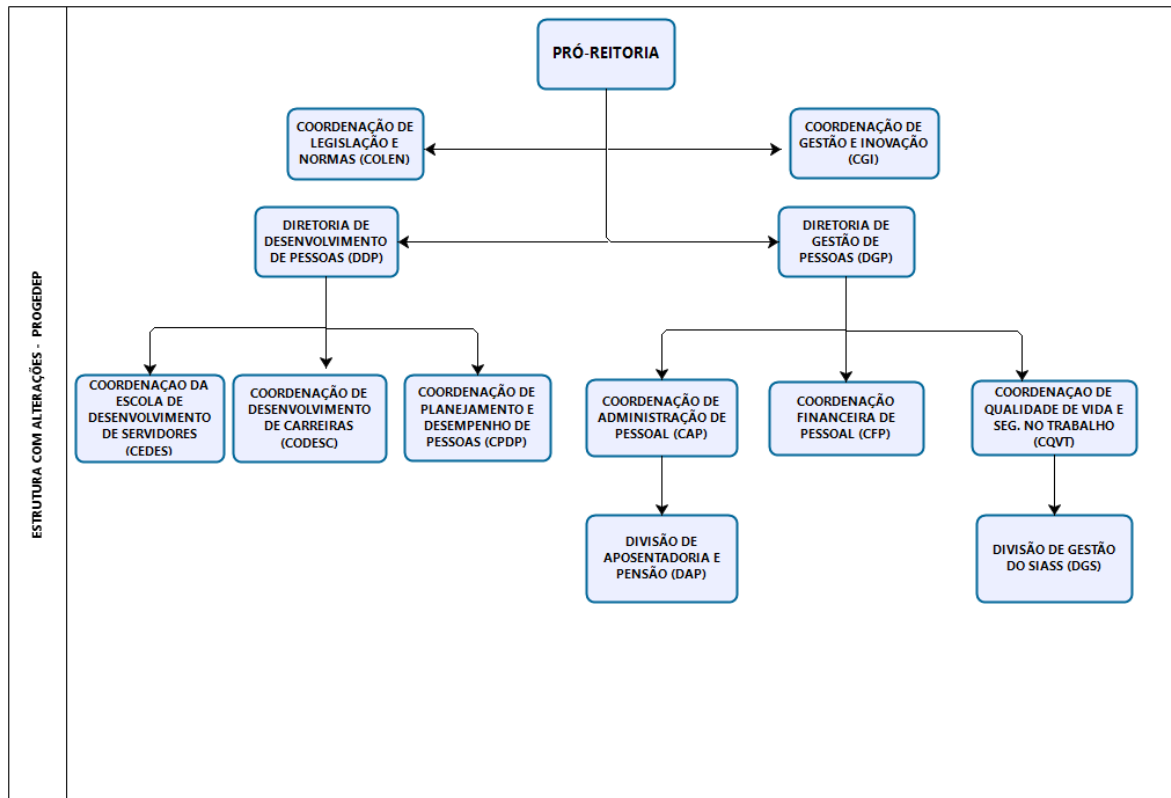 ESTRUTURA COM ALTERAÇÕES - PROGEDEP
PRÓ-REITORIA
COORDENAÇÃO DE
LEGISLAÇÃO E
NORMAS (COLEN)
COORDENAÇÃO DE
GESTÃO E INOVAÇÃO
(CGI)
DIRETORIA DE
DESENVOLVIMENTO
DE PESSOAS (DDP)
DIRETORIA DE
GESTÃO DE
PESSOAS (DGP)
COORDENAÇAO DA
ESCOLA DE
DESENVOLVIMENTO
DE SERVIDORES
(CEDES)
COORDENAÇÃO DE
DESENVOLVIMENTO
DE CARREIRAS
(CODESC)
COORDENAÇÃO DE
PLANEJAMENTO E
DESEMPENHO DE
PESSOAS (CPDP)
COORDENAÇÃO DE
ADMINISTRAÇÃO DE
PESSOAL (CAP)
COORDENAÇÃO
FINANCEIRA DE
PESSOAL (CFP)
COORDENAÇAO DE
QUALIDADE DE VIDA E
SEG. NO TRABALHO
(CQVT)
DIVISÃO DE
APOSENTADORIA E
PENSÃO (DAP)
DIVISÃO DE GESTÃO
DO SIASS (DGS)